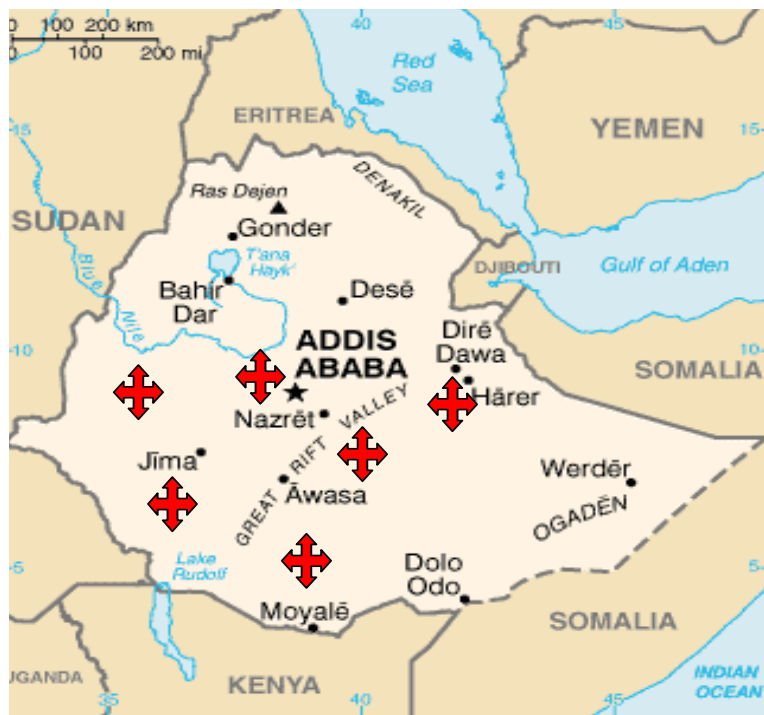 0 100 200 km
0 100 200 mi
40
45
Red
Sea
ERITREA
YEMEN
15
15
DENAKIL
Ras Dejen
SUDAN
Gonder
T'ana
Hayk'
DJIBOUTI
Gulf of Aden
Blue
Nile
Bahir
Dar
Desē
ADDIS
ABABA
Dirē
Dawa
10
10
SOMALIA
Hārer
Nazrēt
GREAT RIFT VALLEY
Jīma
Āwasa
Werdēr
OGADĒN
Lake
Rudolf
Dolo
Odo
5
5
Moyalē
SOMALIA
UGANDA
KENYA
INDIAN
OCEAN
35
40
45